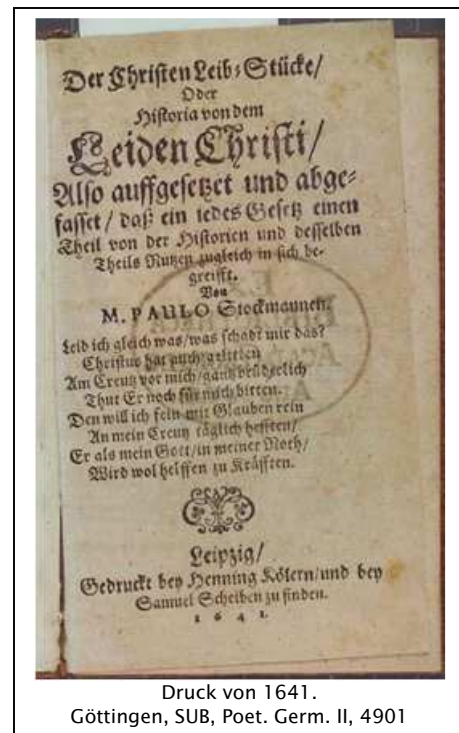 Der Christen Leib-Stücke/
Oder
Historia von dem
Leiden Christi/
Also auffgesetzet und abge-
fasset/ daß ein iedes Gesetz einen
Theil von der Historien und desselben
Theils Nutzen zugleich in sich be-
greifft.
Von
M. PAULO Stockmannen.
Leid ich gleich was/was schadt mir das?
Christus hat auch gelitten
Am Creutz vor mich/gantz brüderlich
Thut Er noch für mich bitten.
Den will ich fein mit Glauben rein
An mein Creutz täglich hefften/
Er als mein Gott/in meiner Noth/
Wird wol helffen zu Kräfften.
Leipzig/
Gedruckt bey Henning Kölern/und bey
Samuel Scheiben zu finden.
1641.
Druck von 1641.
Göttingen, SUB, Poet. Germ. II, 4901